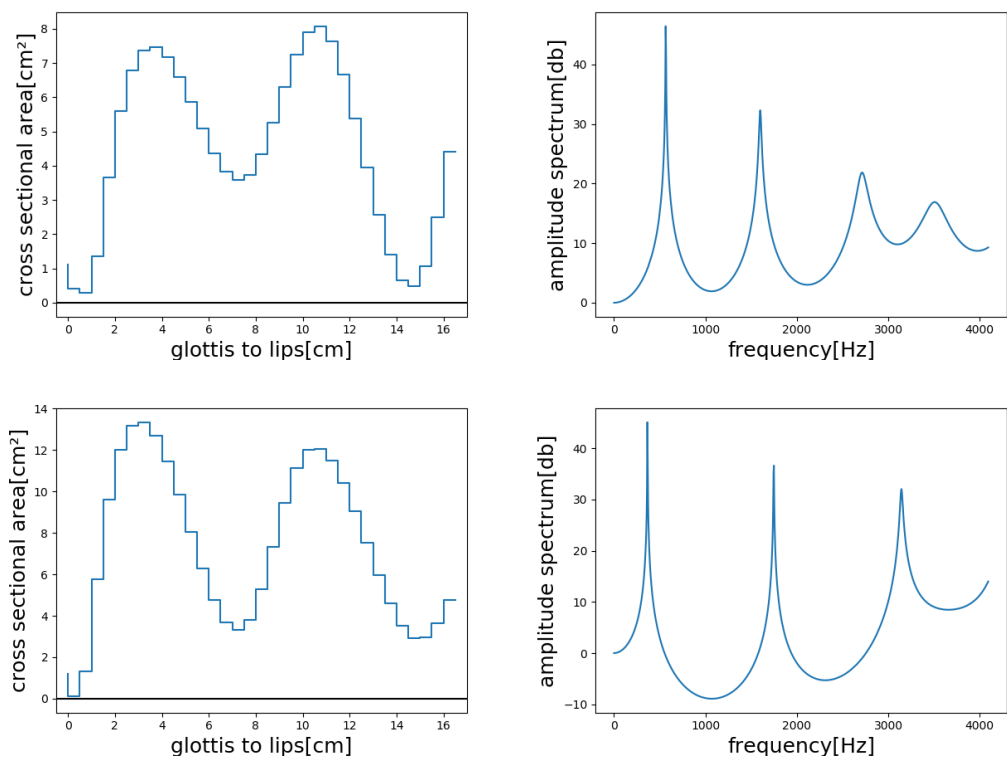 cross sectional area[cm²]
8
7
6
5
4
3
2
1
0
0 2 4 6 8 10 12 14 16
glottis to lips[cm]
amplitude spectrum[db]
40
30
20
10
0
0 1000 2000 3000 4000
frequency[Hz]
cross sectional area[cm²]
14
12
10
8
6
4
2
0
0 2 4 6 8 10 12 14 16
glottis to lips[cm]
amplitude spectrum[db]
40
30
20
10
0
−10
0 1000 2000 3000 4000
frequency[Hz]